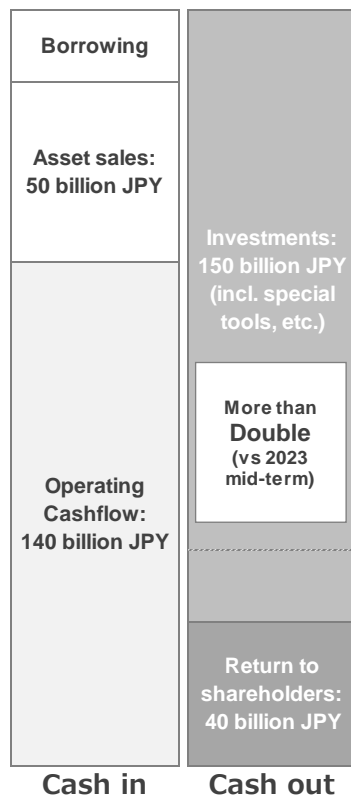 Borrowing
Asset sales:
50 billion JPY
Operating
Cashflow:
140 billion JPY
Cash in
Investments:
150 billion JPY
(incl. special
tools, etc.)
More than
Double
(vs 2023
mid-term)
Return to
shareholders:
40 billion JPY
Cash out